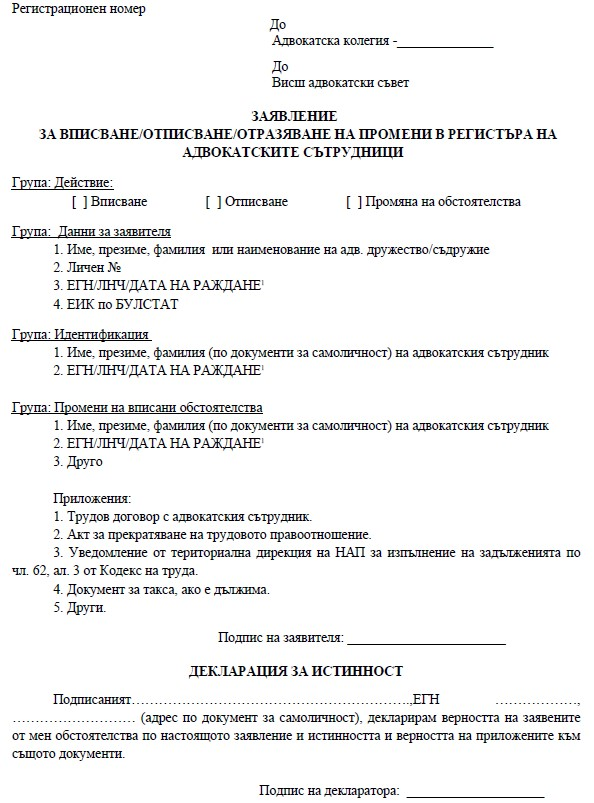 Регистрационен номер
До
Адвокатска колегия -_______________
До
Висш адвокатски съвет
ЗАЯВЛЕНИЕ
ЗА ВПИСВАНЕ/ОТПИСВАНЕ/ОТРАЗЯВАНЕ НА ПРОМЕНИ В РЕГИСТЪРА НА
АДВОКАТСКИТЕ СЪТРУДНИЦИ
Група: Действие:
[ ] Вписване [ ] Отписване [ ] Промяна на обстоятелства
Група: Данни за заявителя
1. Име, презиме, фамилия или наименование на адв. дружество/съдружие
2. Личен №
3. ЕГН/ЛНЧ/ДАТА НА РАЖДАНЕ¹
4. ЕИК по БУЛСТАТ
Група: Идентификация
1. Име, презиме, фамилия (по документи за самоличност) на адвокатския сътрудник
2. ЕГН/ЛНЧ/ДАТА НА РАЖДАНЕ¹
Група: Промени на вписани обстоятелства
1. Име, презиме, фамилия (по документи за самоличност) на адвокатския сътрудник
2. ЕГН/ЛНЧ/ДАТА НА РАЖДАНЕ¹
3. Друго
Приложения:
1. Трудов договор с адвокатския сътрудник.
2. Акт за прекратяване на трудовото правоотношение.
3. Уведомление от териториална дирекция на НАП за изпълнение на задълженията по
чл. 62, ал. 3 от Кодекс на труда.
4. Документ за такса, ако е дължима.
5. Други.
Подпис на заявителя: ________________________
ДЕКЛАРАЦИЯ ЗА ИСТИННОСТ
Подписаният……………………………………………………….,ЕГН ………………,
……………………… (адрес по документ за самоличност), декларирам верността на заявените
от мен обстоятелства по настоящото заявление и истинността и верността на приложените към
същото документи.
Подпис на декларатора: _____________________